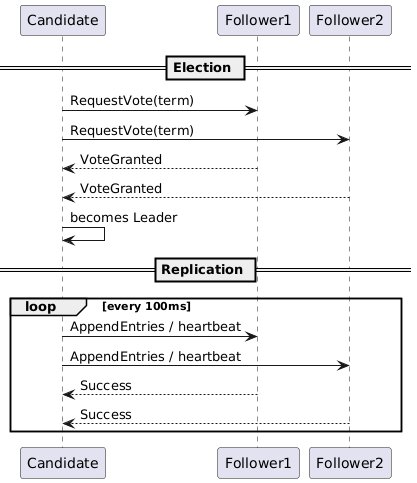 Candidate Follower1 Follower2
Election
RequestVote(term)
RequestVote(term)
VoteGranted
VoteGranted
becomes Leader
Replication
loop [every 100ms]
AppendEntries / heartbeat
AppendEntries / heartbeat
Success
Success
Candidate Follower1 Follower2